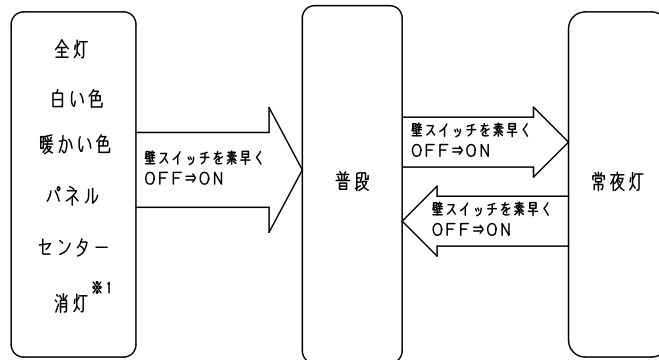 全灯
白い色
暖かい色
パネル
センター
消灯※1
壁スイッチを素早く
OFF⇒ON
普段
壁スイッチを素早く
OFF⇒ON
壁スイッチを素早く
OFF⇒ON
常夜灯